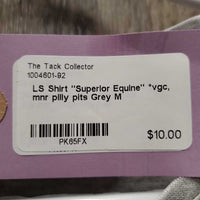 The Tack Collector
1004601-92
LS Shirt "Superior Equine" *vgc,
mnr pilly pits Grey M
PK65FX
$10.00